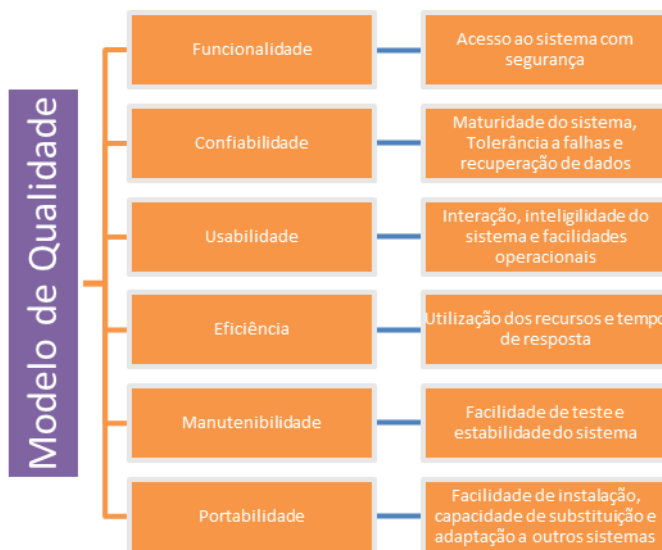 Modelo de Qualidade
Funcionalidade
Acesso ao sistema com
segurança
Confiabilidade
Maturidade do sistema,
Tolerância a falhas e
recuperação de dados
Usabilidade
Interação, inteligilidade do
sistema e facilidades
operacionais
Eficiência
Utilização dos recursos e tempo
de resposta
Manutenibilidade
Facilidade de teste e
estabilidade do sistema
Portabilidade
Facilidade de instalação,
capacidade de substituição e
adaptação a outros sistemas